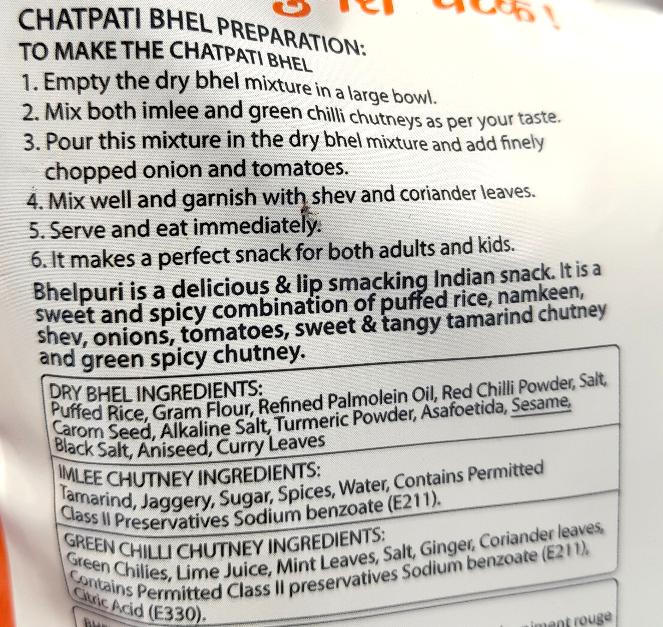 CHATPATI BHEL PREPARATION:
TO MAKE THE CHATPATI BHEL
1. Empty the dry bhel mixture in a large bowl.
2. Mix both imlee and green chilli chutneys as per your taste.
3. Pour this mixture in the dry bhel mixture and add finely
chopped onion and tomatoes.
4. Mix well and garnish with shev and coriander leaves.
5. Serve and eat immediately.
6. It makes a perfect snack for both adults and kids.
Bhelpuri is a delicious & lip smacking Indian snack. It is a
sweet and spicy combination of puffed rice, namkeen,
shev, onions, tomatoes, sweet & tangy tamarind chutney
and green spicy chutney.
DRY BHEL INGREDIENTS:
Puffed Rice, Gram Flour, Refined Palmolein Oil, Red Chilli Powder, Salt,
Carom Seed, Alkaline Salt, Turmeric Powder, Asafoetida, Sesame,
Black Salt, Aniseed, Curry Leaves
IMLEE CHUTNEY INGREDIENTS:
Tamarind, Jaggery, Sugar, Spices, Water, Contains Permitted
Class II Preservatives Sodium benzoate (E211).
GREEN CHILLI CHUTNEY INGREDIENTS:
Green Chilies, Lime Juice, Mint Leaves, Salt, Ginger, Coriander leaves,
Contains Permitted Class II preservatives Sodium benzoate (E211),
Citric Acid (E330).
rouge